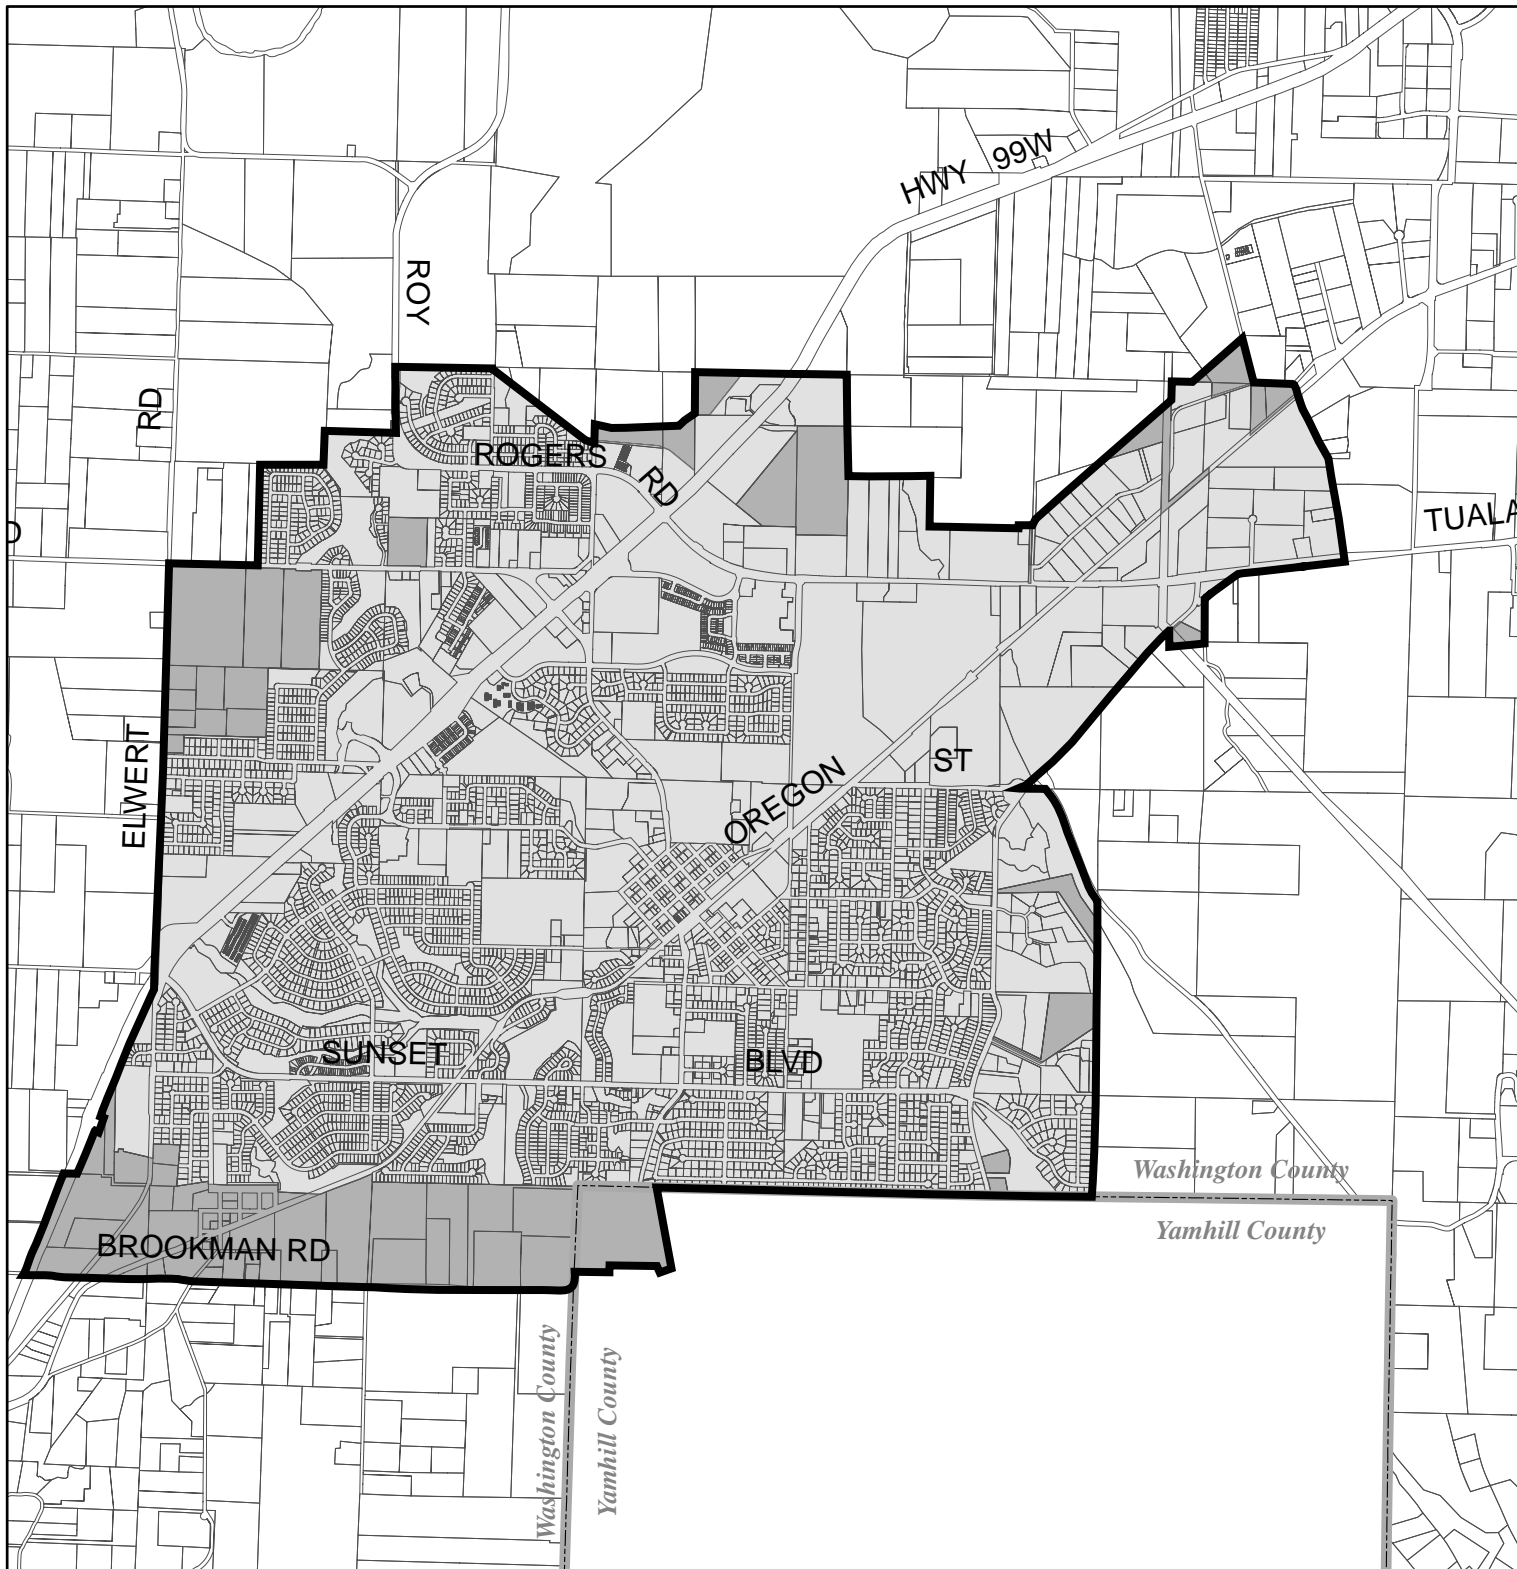 HWY 99W
ROY
RD
ROGERS
RD
TUALA
ELWERT
ST
OREGON
SUNSET
BLVD
Washington County
Yamhill County
BROOKMAN RD
Washington County
Yamhill County